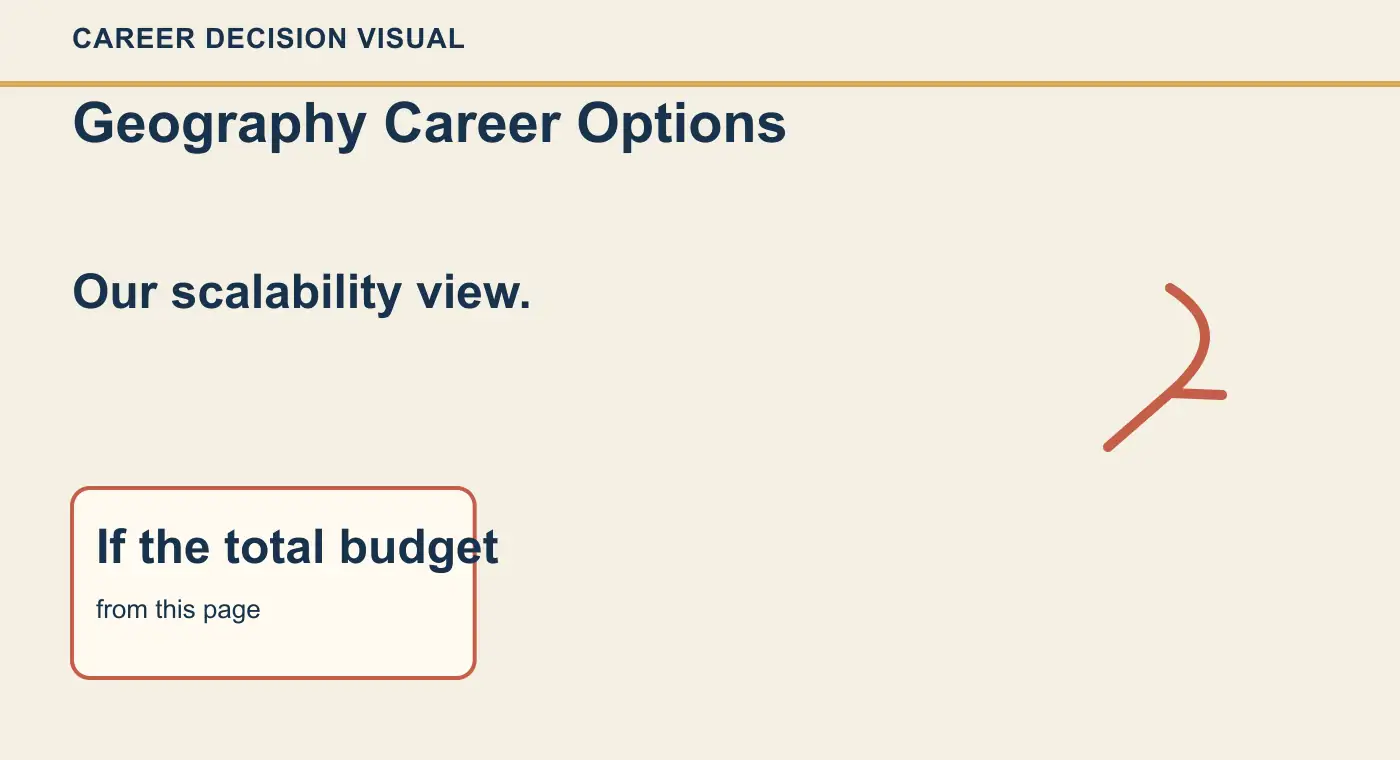 CAREER DECISION VISUAL
Geography Career Options
Our scalability view.
If the total budget
from this page